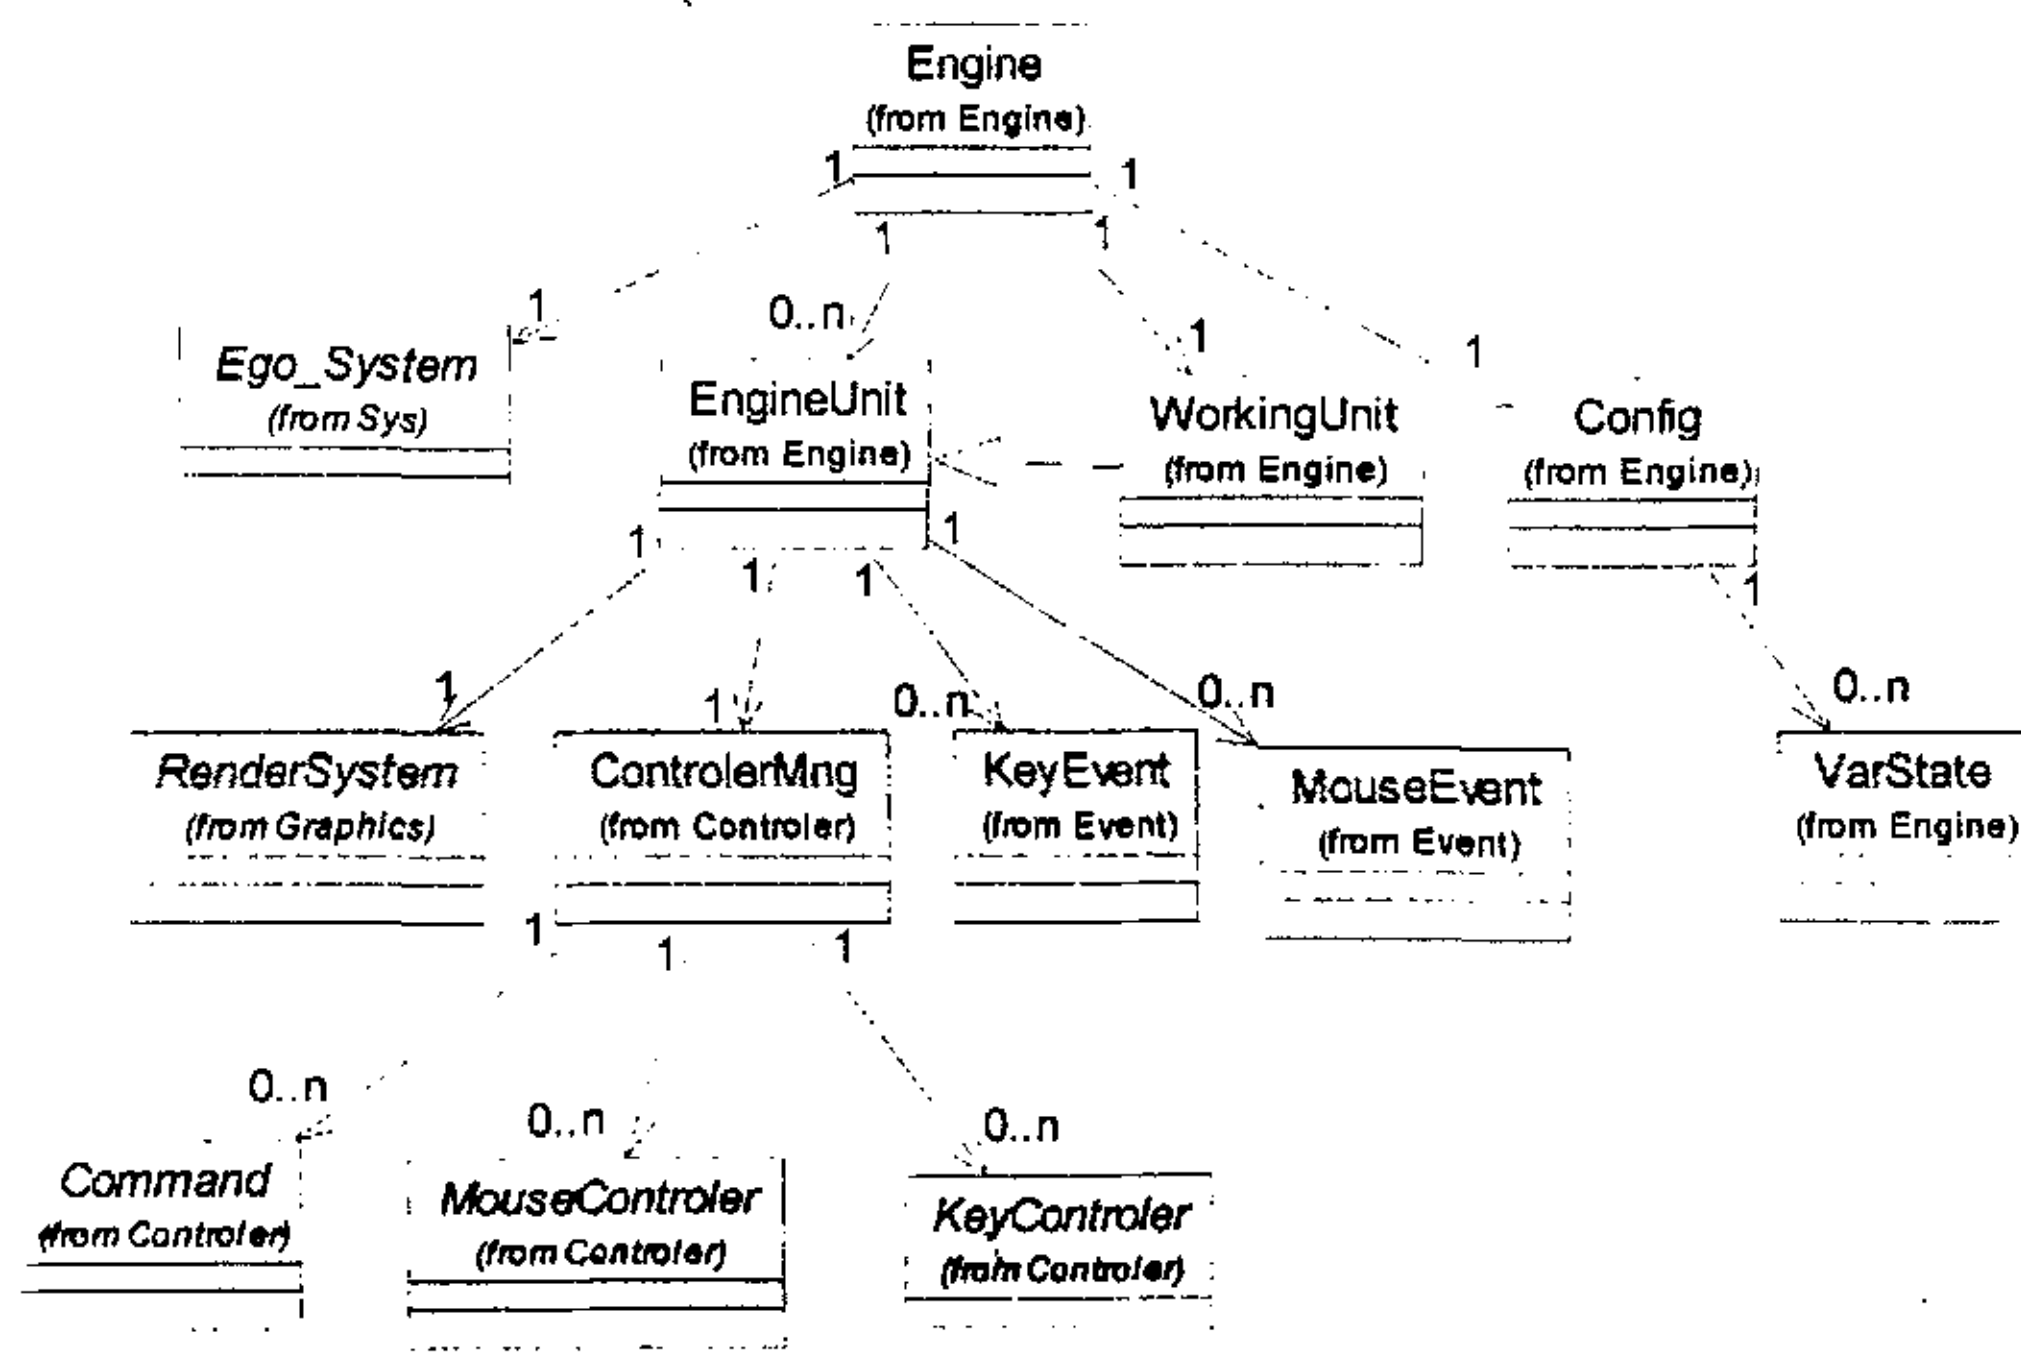 Engine
(from Engine)
1
1
1
1
1
0..n
1
1
Ego_System
(from Sys)
EngineUnit
(from Engine)
WorkingUnit
(from Engine)
Config
(from Engine)
1
1
1
1
1
1
1
0..n
0..n
0..n
RenderSystem
(from Graphics)
ControlerMng
(from Controler)
KeyEvent
(from Event)
MouseEvent
(from Event)
VarState
(from Engine)
1
1
1
0..n
0..n
0..n
Command
(from Controler)
MouseControler
(from Controler)
KeyControler
(from Controler)